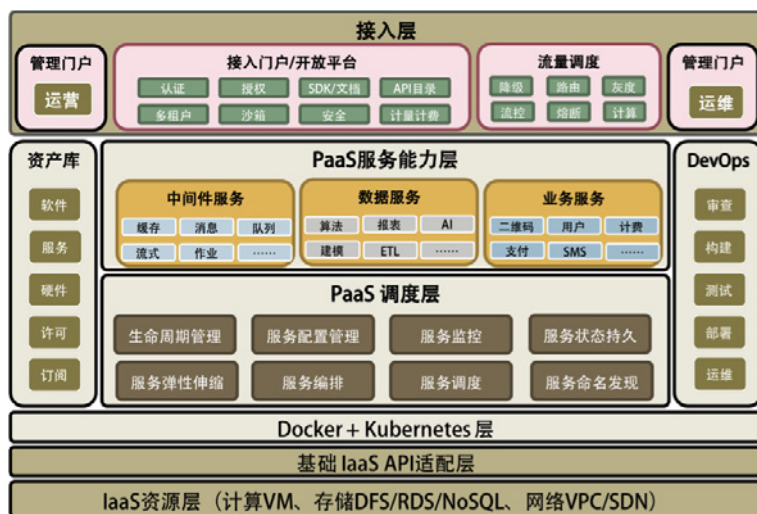 接入层
管理门户
运营
接入门户/开放平台
认证 授权 SDK/文档 API目录
多租户 沙箱 安全 计量计费
流量调度
降级 路由 灰度
流控 熔断 计算
管理门户
运维
资产库
软件
服务
硬件
许可
订阅
PaaS服务能力层
中间件服务
缓存 消息 队列
流式 作业 ……
数据服务
算法 报表 AI
建模 ETL ……
业务服务
二维码 用户 计费
支付 SMS ……
PaaS 调度层
生命周期管理 服务配置管理 服务监控 服务状态持久
服务弹性伸缩 服务编排 服务调度 服务命名发现
DevOps
审查
构建
测试
部署
运维
Docker + Kubernetes 层
基础 IaaS API适配层
IaaS资源层（计算VM、存储DFS/RDS/NoSQL、网络VPC/SDN）